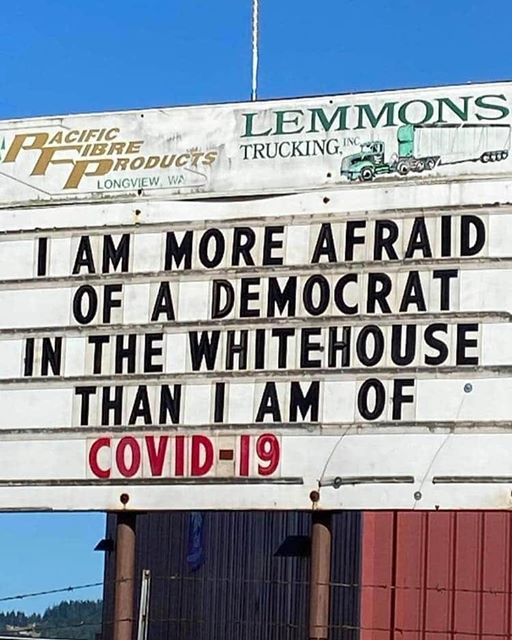 PACIFIC
FIBRE
PRODUCTS
LONGVIEW, WA
LEMMONS
TRUCKING, INC.
I AM MORE AFRAID
OF A DEMOCRAT
IN THE WHITEHOUSE
THAN I AM OF
COVID-19